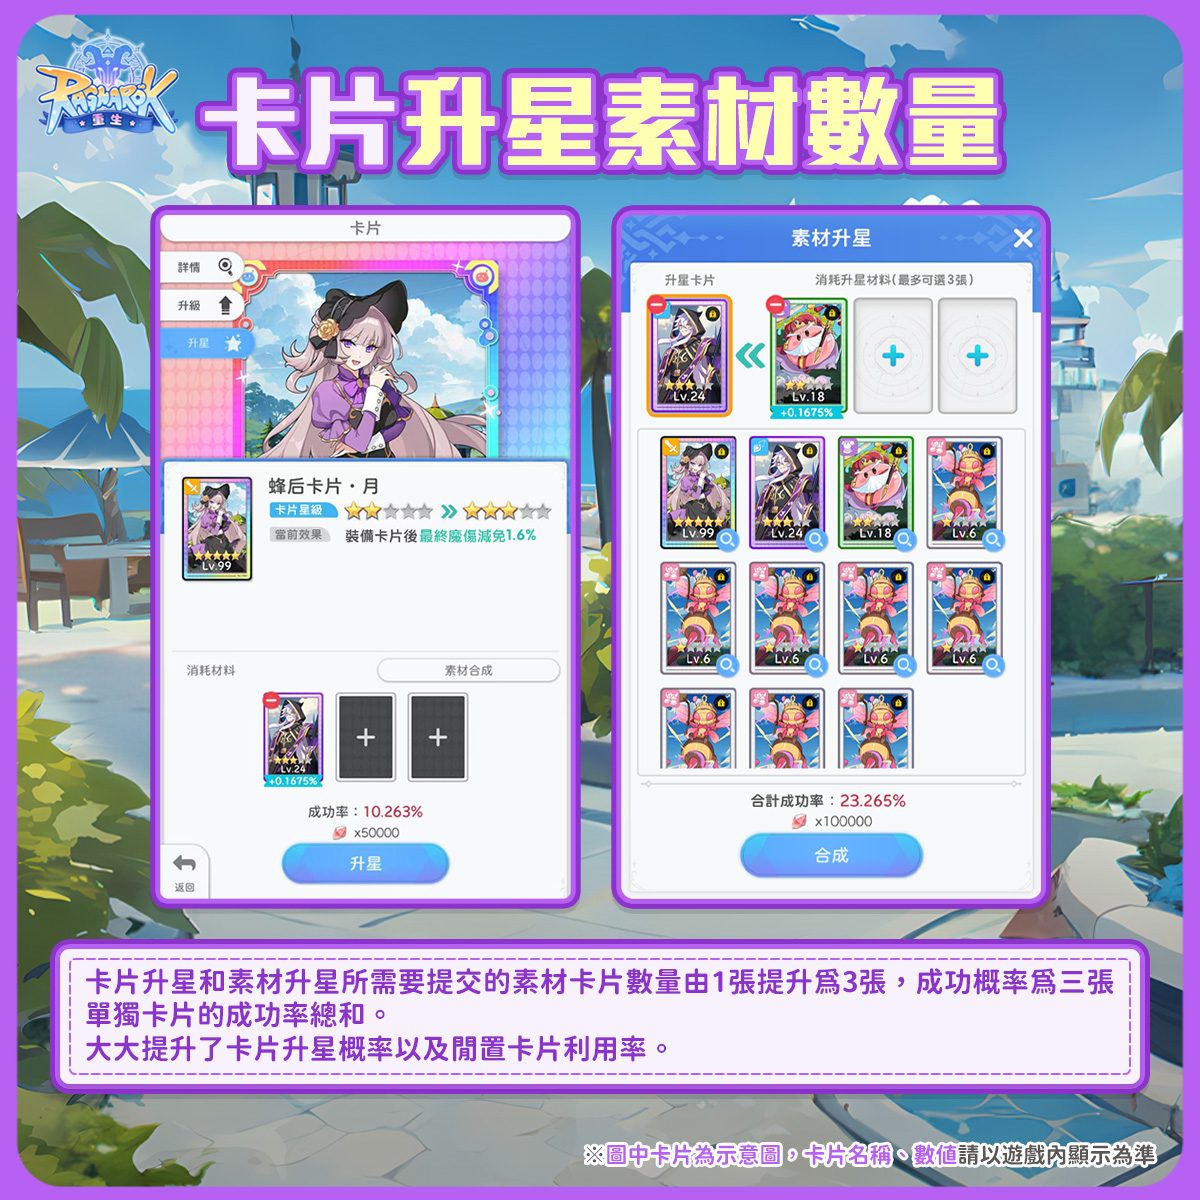 RAGNARÖK
重生
卡片升星素材數量
卡片
詳情
升級
升星
蜂后卡片・月
卡片星級
當前效果 裝備卡片後最終魔傷減免1.6%
Lv.99
消耗材料
素材合成
Lv.24
+0.1675%
成功率：10.263%
x50000
升星
返回
素材升星
升星卡片
消耗升星材料(最多可選3張)
Lv.24
Lv.18
+0.1675%
Lv.99
Lv.24
Lv.18
Lv.6
Lv.6
Lv.6
Lv.6
Lv.6
合計成功率：23.265%
x100000
合成
卡片升星和素材升星所需要提交的素材卡片數量由1張提升爲3張，成功概率爲三張
單獨卡片的成功率總和。
大大提升了卡片升星概率以及閒置卡片利用率。
※圖中卡片為示意圖，卡片名稱、數值請以遊戲內顯示為準